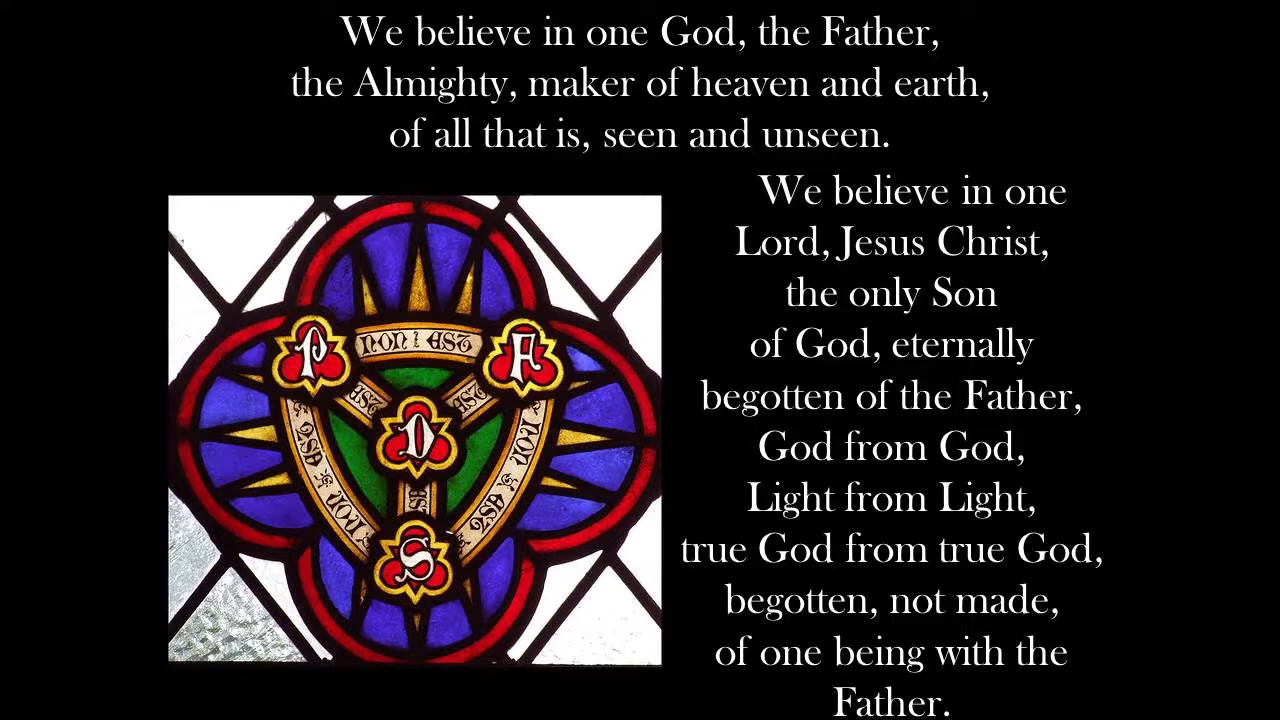 We believe in one God, the Father,
the Almighty, maker of heaven and earth,
of all that is, seen and unseen.
We believe in one
Lord, Jesus Christ,
the only Son
of God, eternally
begotten of the Father,
God from God,
Light from Light,
true God from true God,
begotten, not made,
of one being with the
Father.
P
NON EST
F
EST
EST
D
NON EST
NON EST
EST
S